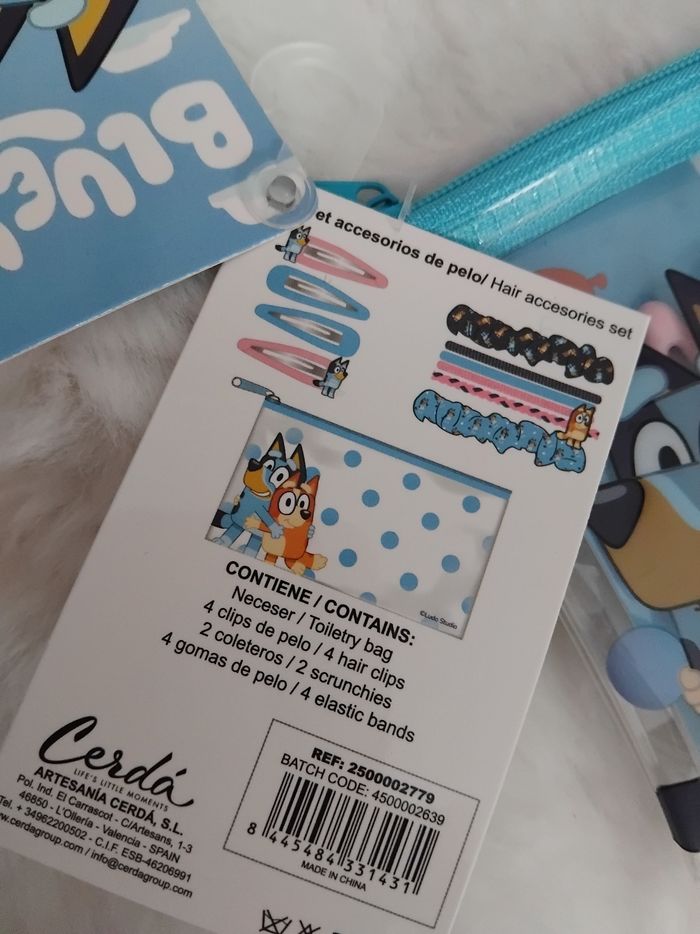 BLUEY
et accesorios de pelo/ Hair accesories set
©Ludo Studio
CONTIENE / CONTAINS:
Neceser / Toiletry bag
4 clips de pelo / 4 hair clips
2 coleteros / 2 scrunchies
4 gomas de pelo / 4 elastic bands
Cerdá
LIFE'S LITTLE MOMENTS
ARTESANÍA CERDÁ, S.L.
Pol. Ind. El Carrascot - C/Artesans, 1-3
46850 - L'Ollería - Valencia - SPAIN
Tel. + 34962200502 - C.I.F. ESB-46206991
www.cerdagroup.com / info@cerdagroup.com
REF: 2500002779
BATCH CODE: 4500002639
8 445484 331431
MADE IN CHINA